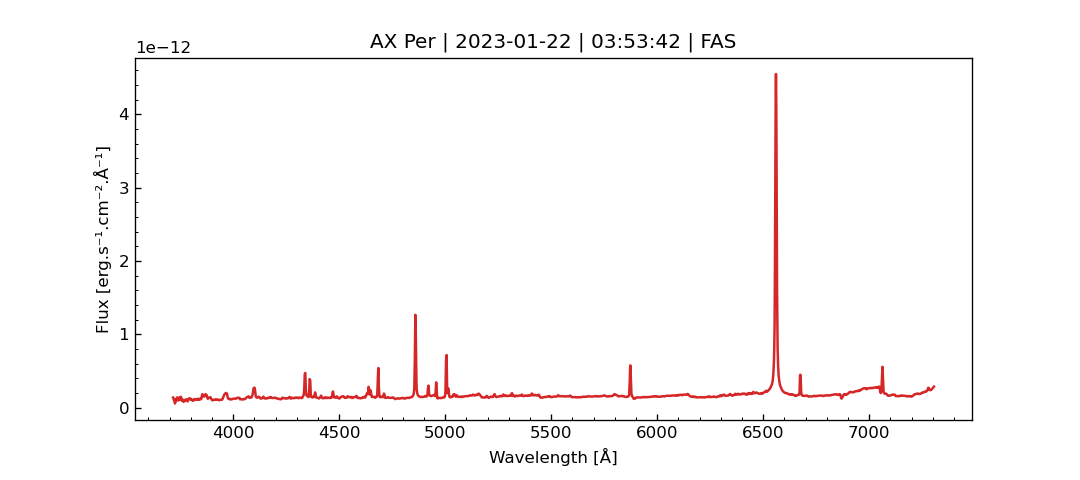 AX Per | 2023-01-22 | 03:53:42 | FAS
1e−12
Flux [erg.s⁻¹.cm⁻².Å⁻¹]
4
3
2
1
0
4000 4500 5000 5500 6000 6500 7000
Wavelength [Å]